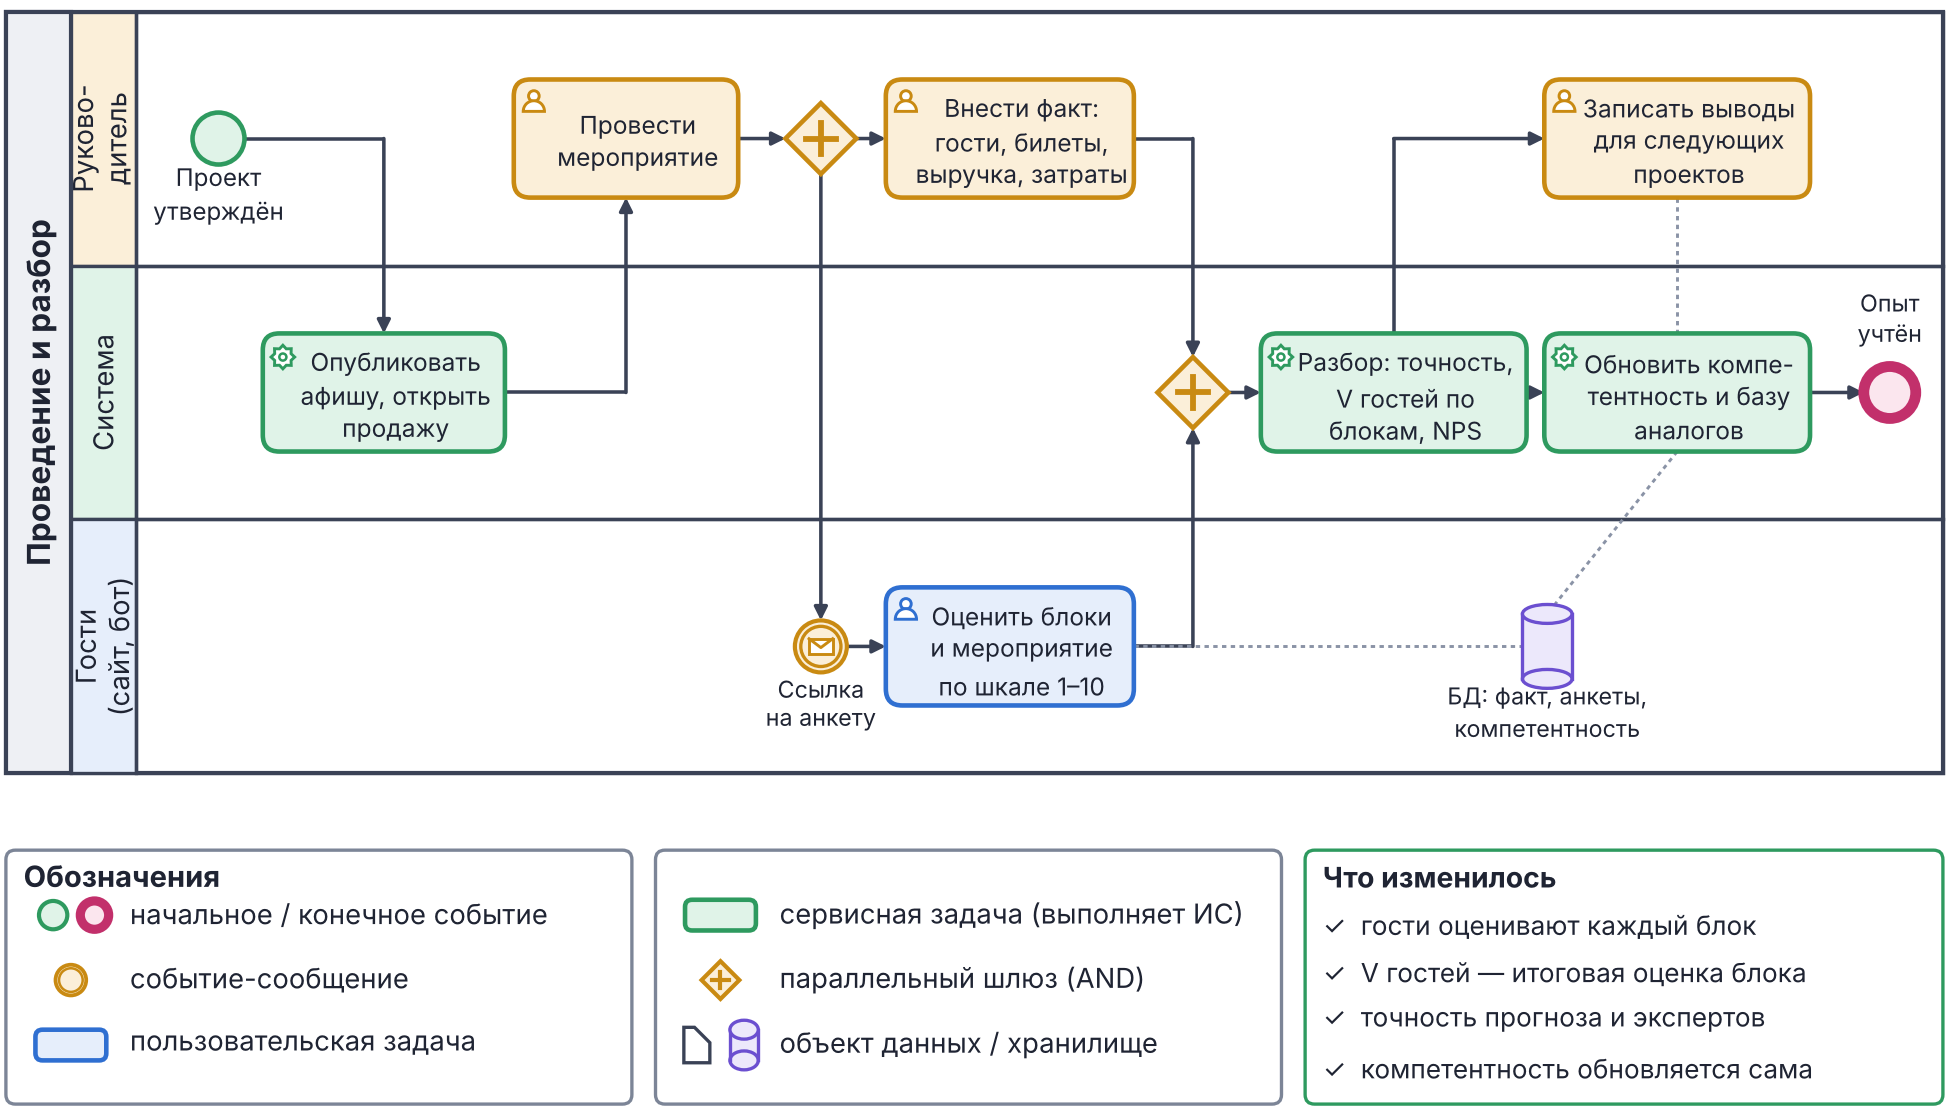 Проведение и разбор
Руково-
дитель
Проект
утверждён
Провести
мероприятие
Внести факт:
гости, билеты,
выручка, затраты
Записать выводы
для следующих
проектов
Система
Опубликовать
афишу, открыть
продажу
Разбор: точность,
V гостей по
блокам, NPS
Обновить компе-
тентность и базу
аналогов
Опыт
учтён
Гости
(сайт, бот)
Ссылка
на анкету
Оценить блоки
и мероприятие
по шкале 1–10
БД: факт, анкеты,
компетентность
Обозначения
начальное / конечное событие
событие-сообщение
пользовательская задача
сервисная задача (выполняет ИС)
параллельный шлюз (AND)
объект данных / хранилище
Что изменилось
✓ гости оценивают каждый блок
✓ V гостей — итоговая оценка блока
✓ точность прогноза и экспертов
✓ компетентность обновляется сама